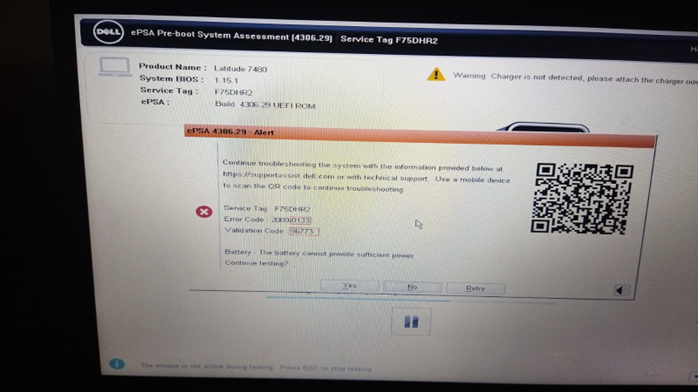 DELL
ePSA Pre-boot System Assessment [4306.29] Service Tag F75DHR2
Product Name : Latitude 7480
System BIOS : 1.15.1
Service Tag : F75DHR2
ePSA : Build 4306.29 UEFI ROM
Warning: Charger is not detected, please attach the charger now
ePSA 4306.29 - Alert
Continue troubleshooting the system with the information provided below at
https://supportassist.dell.com or with technical support. Use a mobile device
to scan the QR code to continue troubleshooting
Service Tag : F75DHR2
Error Code : 2000-0133
Validation Code : 96773
Battery - The battery cannot provide sufficient power
Continue testing?
Yes
No
Retry
The mouse is not active during testing. Press ESC to stop testing.